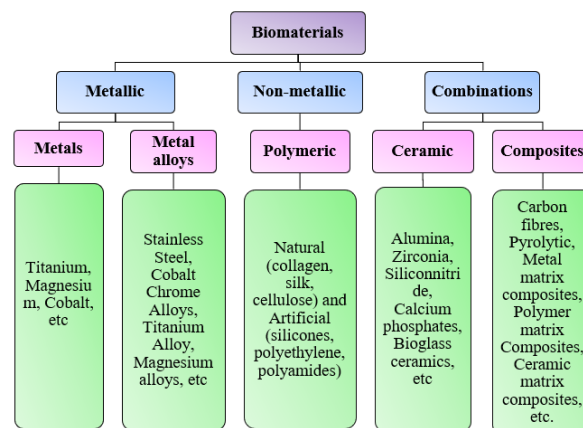 Biomaterials
Metallic
Non-metallic
Combinations
Metals
Metal
alloys
Polymeric
Ceramic
Composites
Titanium,
Magnesiu
m, Cobalt,
etc
Stainless
Steel,
Cobalt
Chrome
Alloys,
Titanium
Alloy,
Magnesium
alloys, etc
Natural
(collagen,
silk,
cellulose) and
Artificial
(silicones,
polyethylene,
polyamides)
Alumina,
Zirconia,
Siliconnitri
de,
Calcium
phosphates,
Bioglass
ceramics,
etc
Carbon
fibres,
Pyrolytic,
Metal
matrix
composites,
Polymer
matrix
Composites,
Ceramic
matrix
composites,
etc.